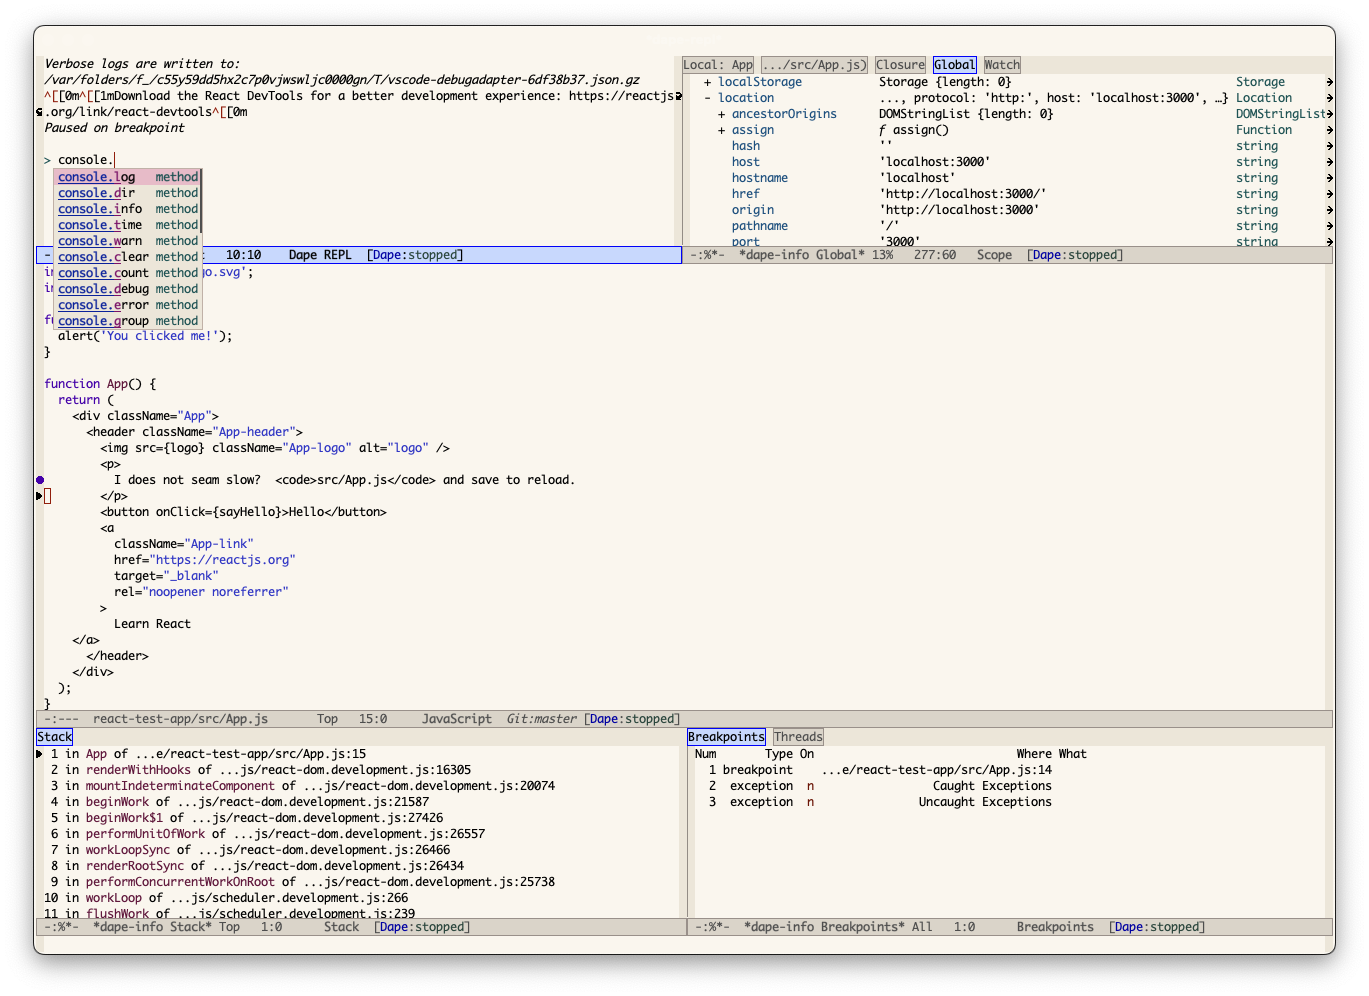 Verbose logs are written to:
/var/folders/f_/c55y59dd5hx2c7p0vjwswljc0000gn/T/vscode-debugadapter-6df38b37.json.gz
^[[0m^[[1mDownload the React DevTools for a better development experience: https://reactjs
.org/link/react-devtools^[[0m
Paused on breakpoint
> console.
console.log method
console.dir method
console.info method
console.time method
console.warn method
console.clear method
console.count method
console.debug method
console.error method
console.group method
10:10 Dape REPL [Dape:stopped]
Local: App .../src/App.js) Closure Global Watch
+ localStorage Storage {length: 0} Storage
- location ..., protocol: 'http:', host: 'localhost:3000', …} Location
+ ancestorOrigins DOMStringList {length: 0} DOMStringList
+ assign ƒ assign() Function
hash '' string
host 'localhost:3000' string
hostname 'localhost' string
href 'http://localhost:3000/' string
origin 'http://localhost:3000' string
pathname '/' string
port '3000' string
-:%*- *dape-info Global* 13% 277:60 Scope [Dape:stopped]
go.svg';
alert('You clicked me!');
}
function App() {
return (
<div className="App">
<header className="App-header">
<img src={logo} className="App-logo" alt="logo" />
<p>
I does not seam slow? <code>src/App.js</code> and save to reload.
</p>
<button onClick={sayHello}>Hello</button>
<a
className="App-link"
href="https://reactjs.org"
target="_blank"
rel="noopener noreferrer"
>
Learn React
</a>
</header>
</div>
);
}
-:--- react-test-app/src/App.js Top 15:0 JavaScript Git:master [Dape:stopped]
Stack
1 in App of ...e/react-test-app/src/App.js:15
2 in renderWithHooks of ...js/react-dom.development.js:16305
3 in mountIndeterminateComponent of ...js/react-dom.development.js:20074
4 in beginWork of ...js/react-dom.development.js:21587
5 in beginWork$1 of ...js/react-dom.development.js:27426
6 in performUnitOfWork of ...js/react-dom.development.js:26557
7 in workLoopSync of ...js/react-dom.development.js:26466
8 in renderRootSync of ...js/react-dom.development.js:26434
9 in performConcurrentWorkOnRoot of ...js/react-dom.development.js:25738
10 in workLoop of ...js/scheduler.development.js:266
11 in flushWork of ...js/scheduler.development.js:239
-:%*- *dape-info Stack* Top 1:0 Stack [Dape:stopped]
Breakpoints Threads
Num Type On Where What
1 breakpoint ...e/react-test-app/src/App.js:14
2 exception n Caught Exceptions
3 exception n Uncaught Exceptions
-:%*- *dape-info Breakpoints* All 1:0 Breakpoints [Dape:stopped]